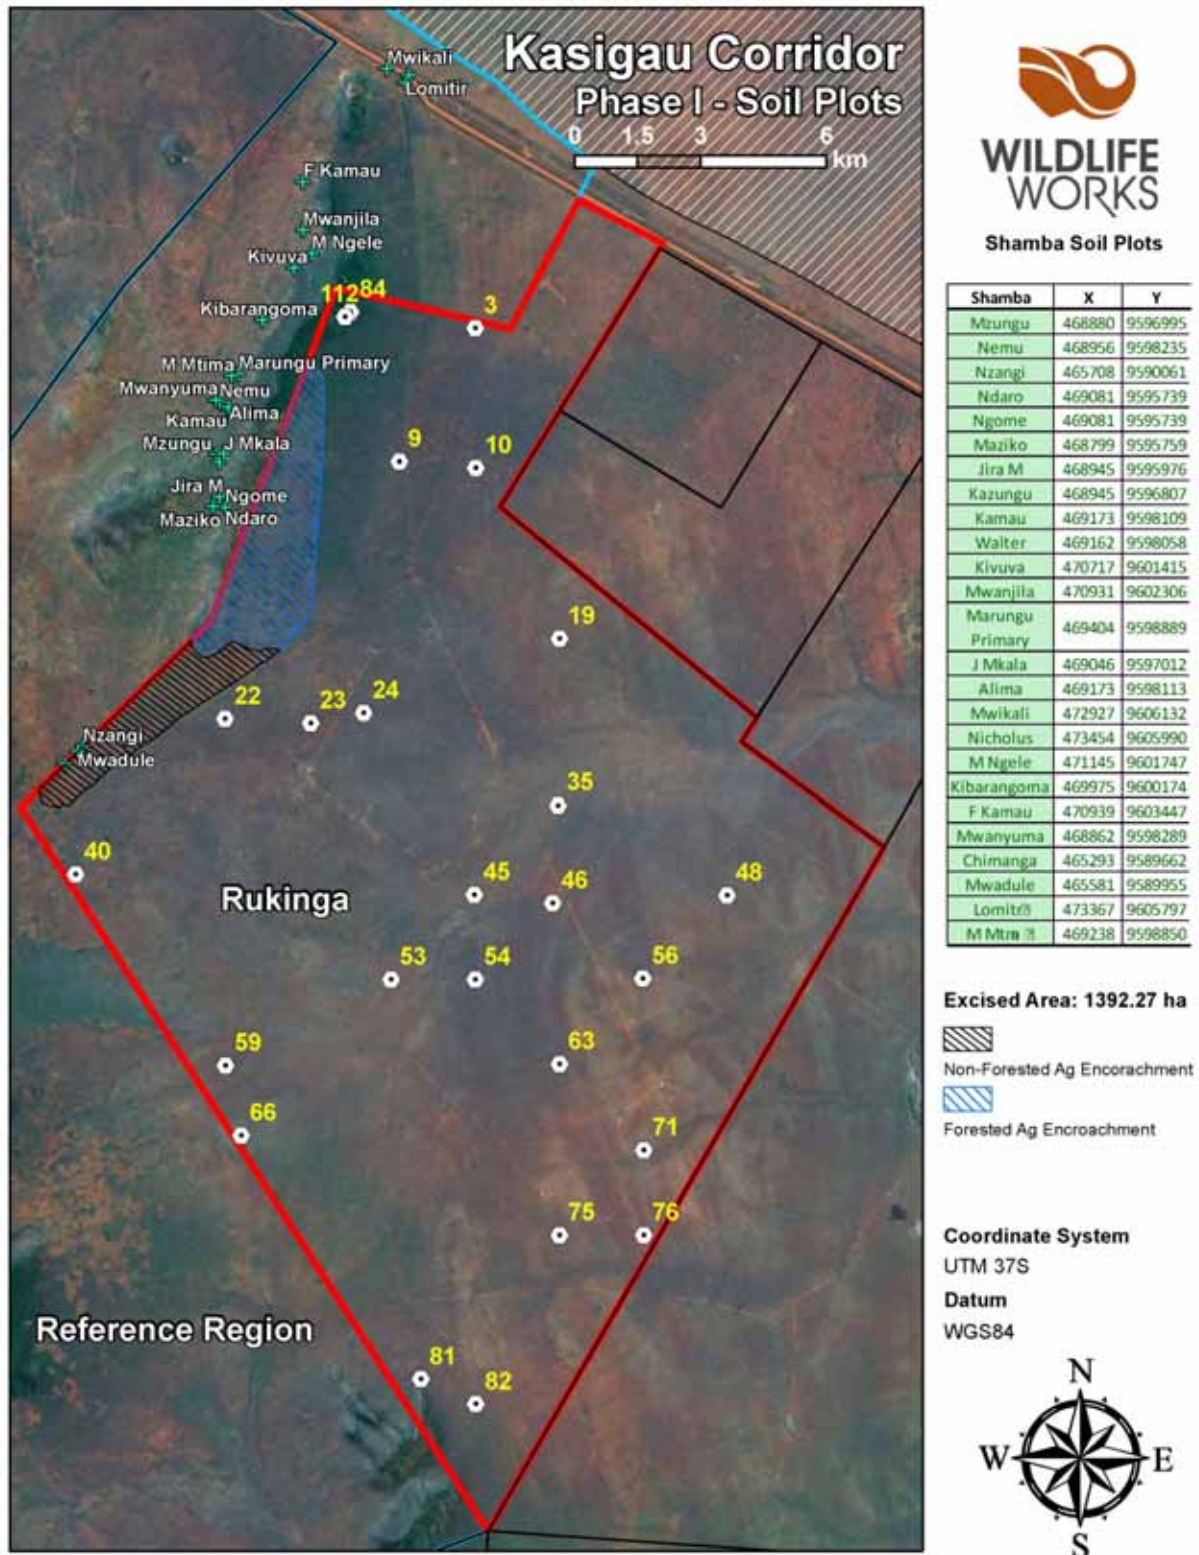 Kasigau Corridor
Phase I - Soil Plots
0 1.5 3 6
km
Mwikali
Lomitir
F Kamau
Mwanjila
M Ngele
Kivuva
112 84
Kibarangoma
3
M Mtima Marungu Primary
Mwanyuma Nemu
Kamau Alima
Mzungu J Mkala
9
10
Jira M Ngome
Maziko Ndaro
19
22
23
24
Nzangi
Mwadule
35
40
Rukinga
45
46
48
53
54
56
59
63
66
71
75
76
Reference Region
81
82
WILDLIFE
WORKS
Shamba Soil Plots
Shamba X Y
Mzungu 468880 9596995
Nemu 468956 9598235
Nzangi 465708 9590061
Ndaro 469081 9595739
Ngome 469081 9595739
Maziko 468799 9595759
Jira M 468945 9595976
Kazungu 468945 9596807
Kamau 469173 9598109
Walter 469162 9598058
Kivuva 470717 9601415
Mwanjila 470931 9602306
Marungu
Primary 469404 9598889
J Mkala 469046 9597012
Alima 469173 9598113
Mwikali 472927 9606132
Nicholus 473454 9605990
M Ngele 471145 9601747
Kibarangoma 469975 9600174
F Kamau 470939 9603447
Mwanyuma 468862 9598289
Chimanga 465293 9589662
Mwadule 465581 9589955
473367 9605797
469238 9598850
Excised Area: 1392.27 ha
Non-Forested Ag Encorachment
Forested Ag Encroachment
Coordinate System
UTM 37S
Datum
WGS84
N
W E
S